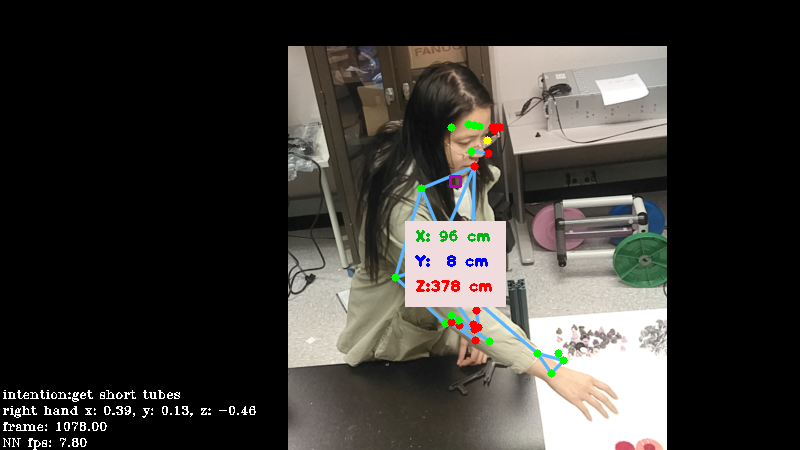 FANUC
X: 96 cm
Y: 8 cm
Z:378 cm
intention:get short tubes
right hand x: 0.39, y: 0.13, z: -0.46
frame: 1078.00
NN fps: 7.80